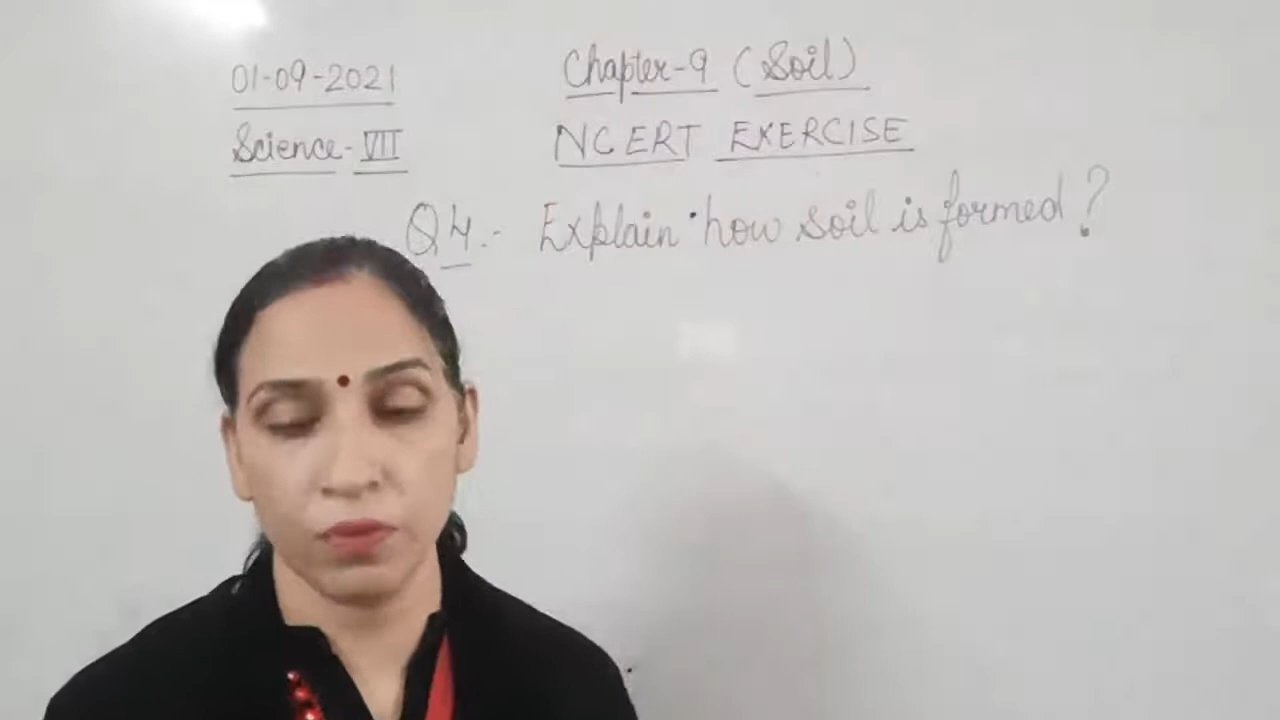 01-09-2021
Chapter-9 (Soil)
Science-VII
NCERT EXERCISE
Q4.- Explain how soil is formed?